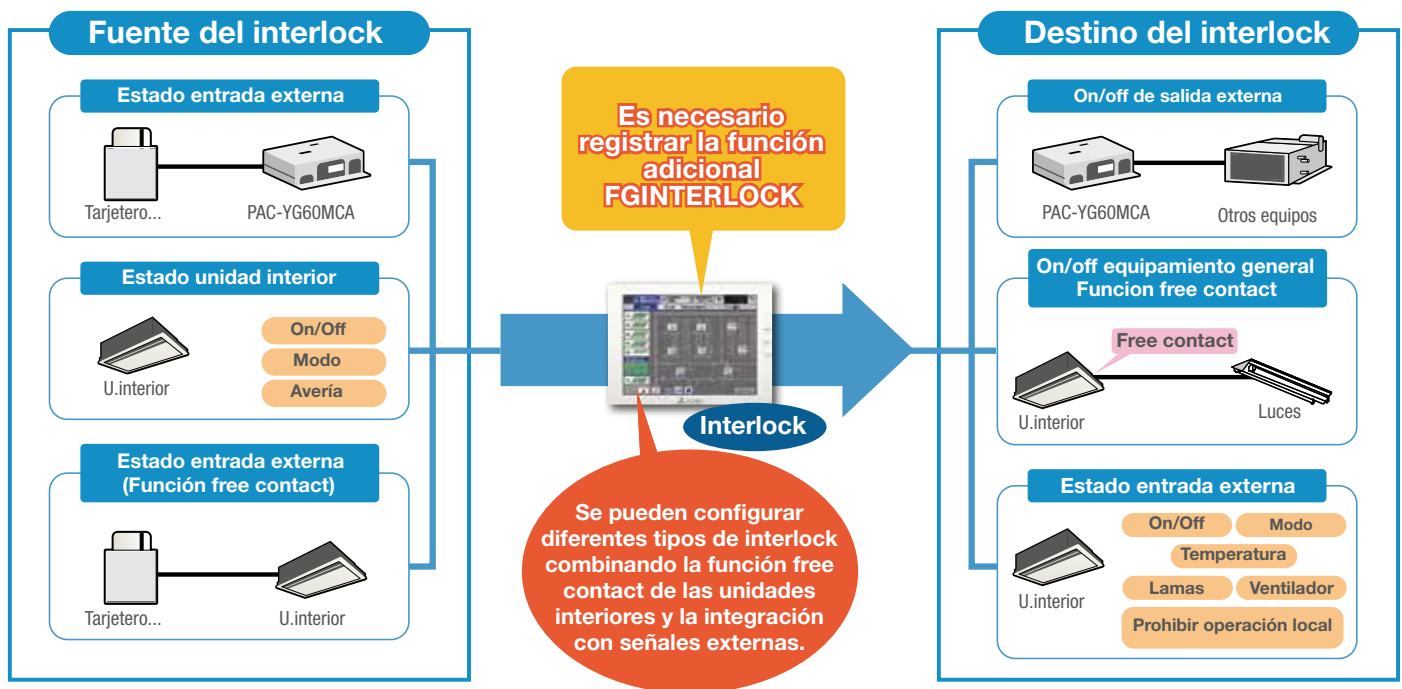 Fuente del interlock
Estado entrada externa
Tarjetero...
PAC-YG60MCA
Estado unidad interior
U.interior
On/Off
Modo
Avería
Estado entrada externa
(Función free contact)
Tarjetero...
U.interior
Es necesario
registrar la función
adicional
FGINTERLOCK
Interlock
Se pueden configurar
diferentes tipos de interlock
combinando la función free
contact de las unidades
interiores y la integración
con señales externas.
Destino del interlock
On/off de salida externa
PAC-YG60MCA
Otros equipos
On/off equipamiento general
Funcion free contact
Free contact
U.interior
Luces
Estado entrada externa
U.interior
On/Off
Modo
Temperatura
Lamas
Ventilador
Prohibir operación local